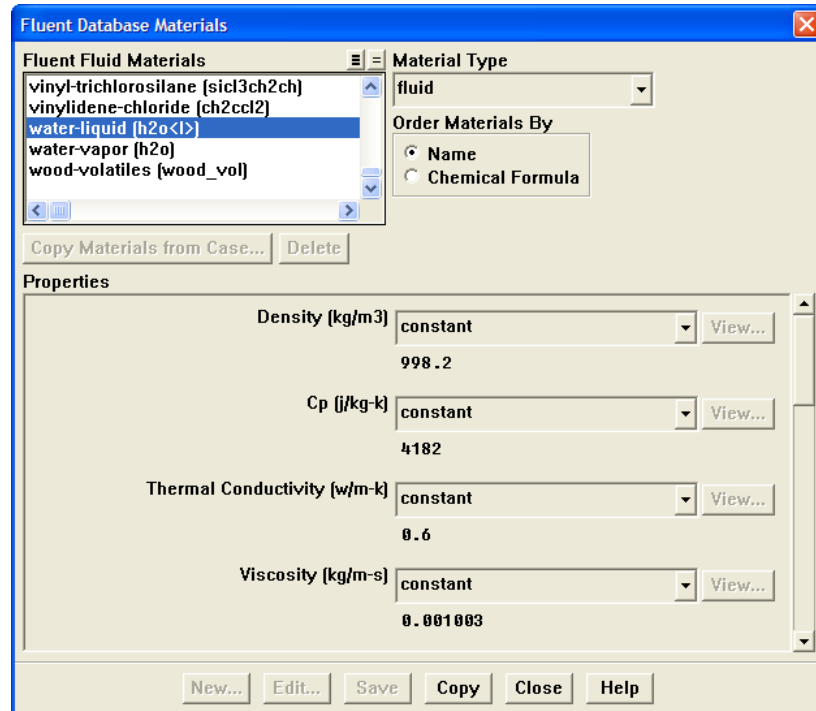 Fluent Database Materials
Fluent Fluid Materials
vinyl-trichlorosilane (sicl3ch2ch)
vinylidene-chloride (ch2ccl2)
water-liquid (h2o<l>)
water-vapor (h2o)
wood-volatiles (wood_vol)
Material Type
fluid
Order Materials By
Name
Chemical Formula
Copy Materials from Case... Delete
Properties
Density (kg/m3) constant View...
998.2
Cp (j/kg-k) constant View...
4182
Thermal Conductivity (w/m-k) constant View...
0.6
Viscosity (kg/m-s) constant View...
0.001003
New... Edit... Save Copy Close Help